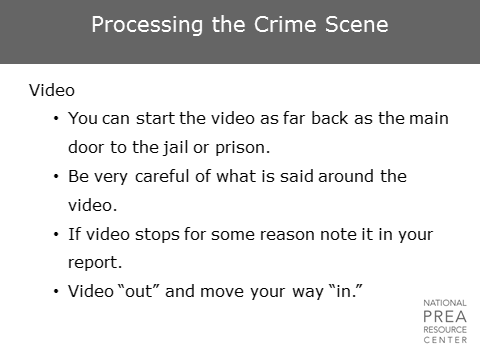 Processing the Crime Scene
Video
• You can start the video as far back as the main
door to the jail or prison.
• Be very careful of what is said around the
video.
• If video stops for some reason note it in your
report.
• Video “out” and move your way “in.”
NATIONAL
PREA
RESOURCE
CENTER